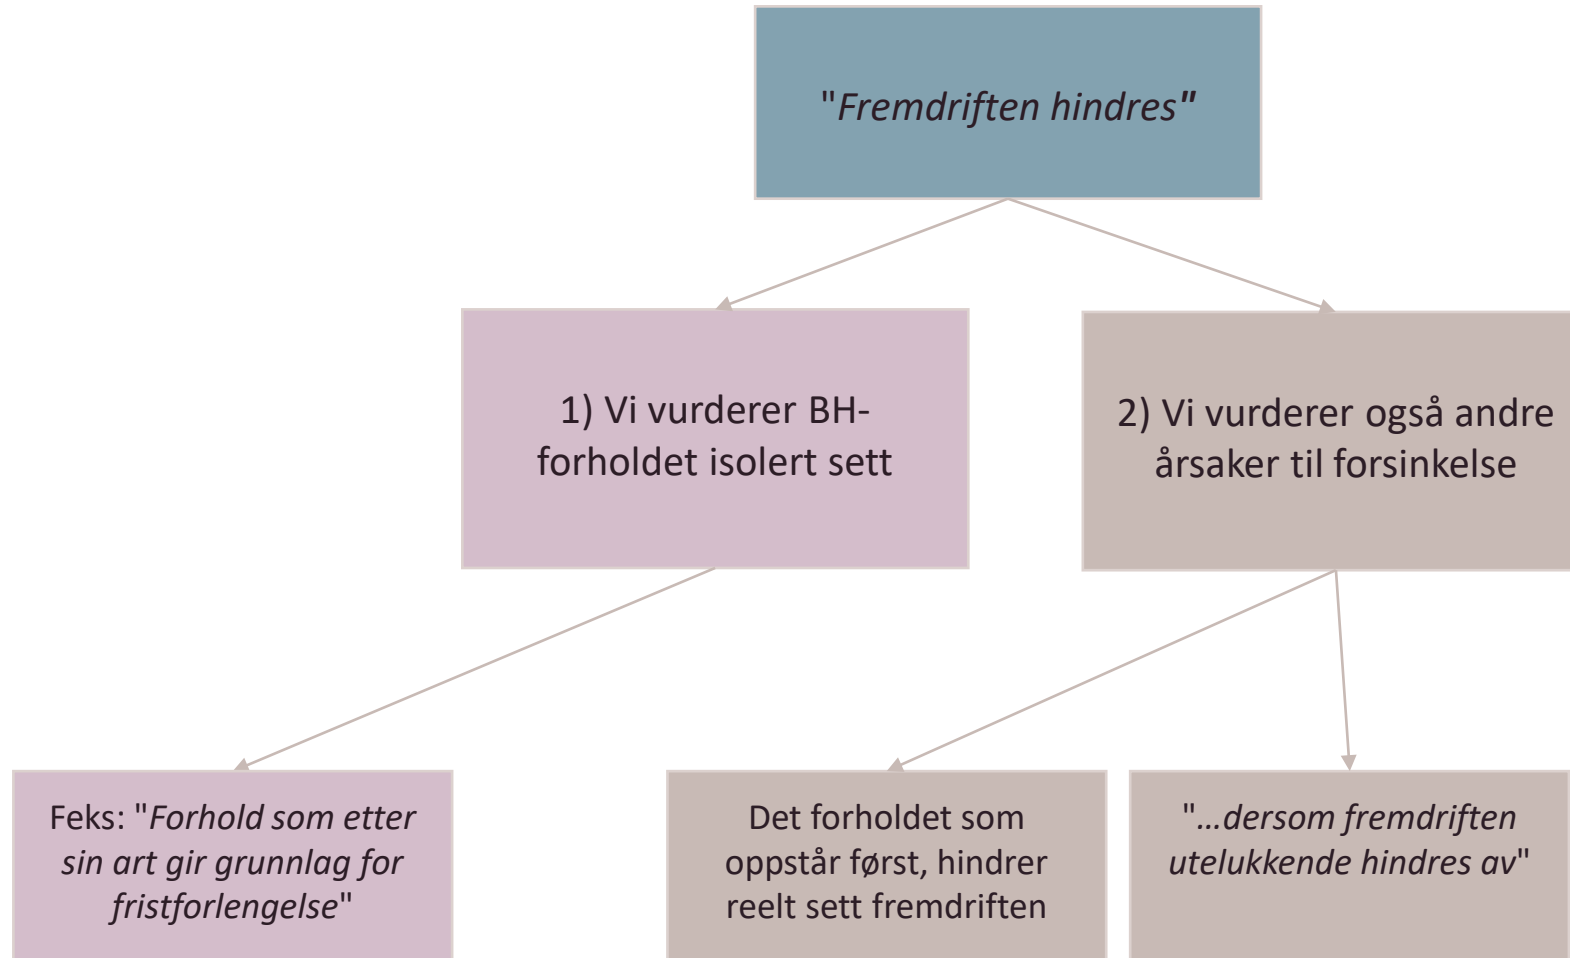 "Fremdriften hindres"
1) Vi vurderer BH-
forholdet isolert sett
2) Vi vurderer også andre
årsaker til forsinkelse
Feks: "Forhold som etter
sin art gir grunnlag for
fristforlengelse"
Det forholdet som
oppstår først, hindrer
reelt sett fremdriften
"…dersom fremdriften
utelukkende hindres av"